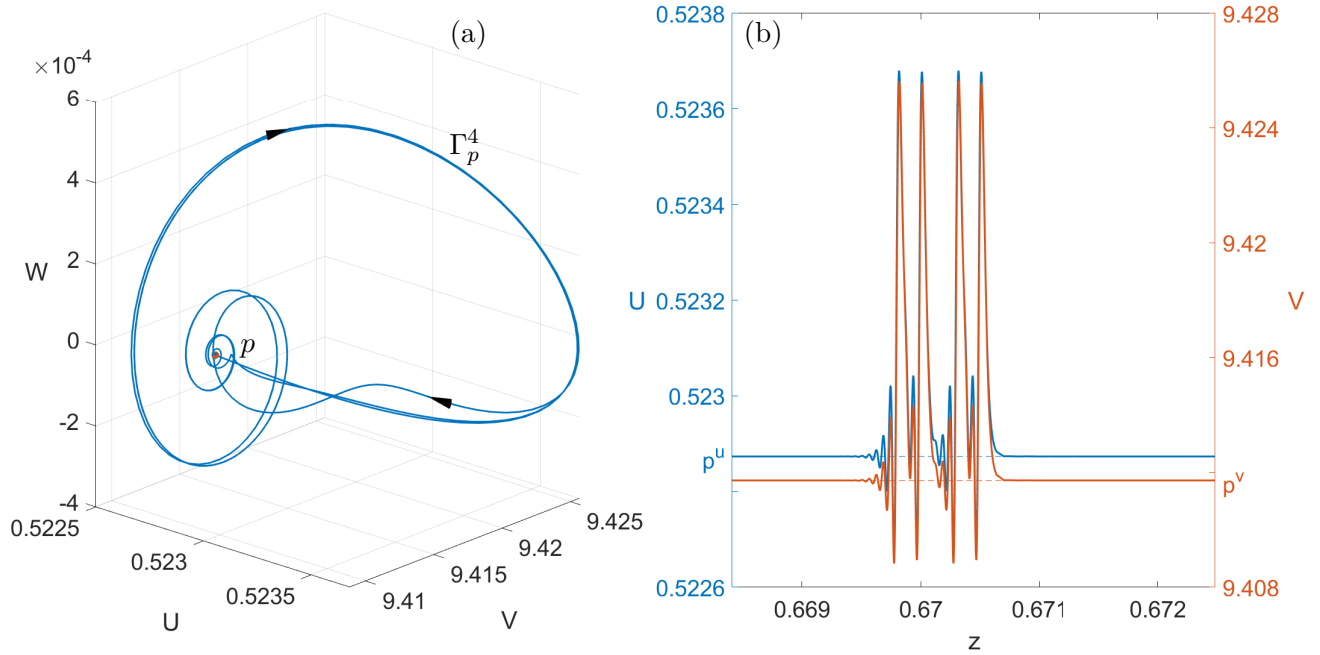 (a)
×10⁻⁴
6
4
2
0
-2
-4
W
Γ⁴ₚ
p
0.5225
0.523
0.5235
U
9.41
9.415
9.42
9.425
V
(b)
0.5238
0.5236
0.5234
0.5232
0.523
pᵘ
0.5226
U
9.428
9.424
9.42
9.416
pᵛ
9.408
V
0.669
0.67
0.671
0.672
z